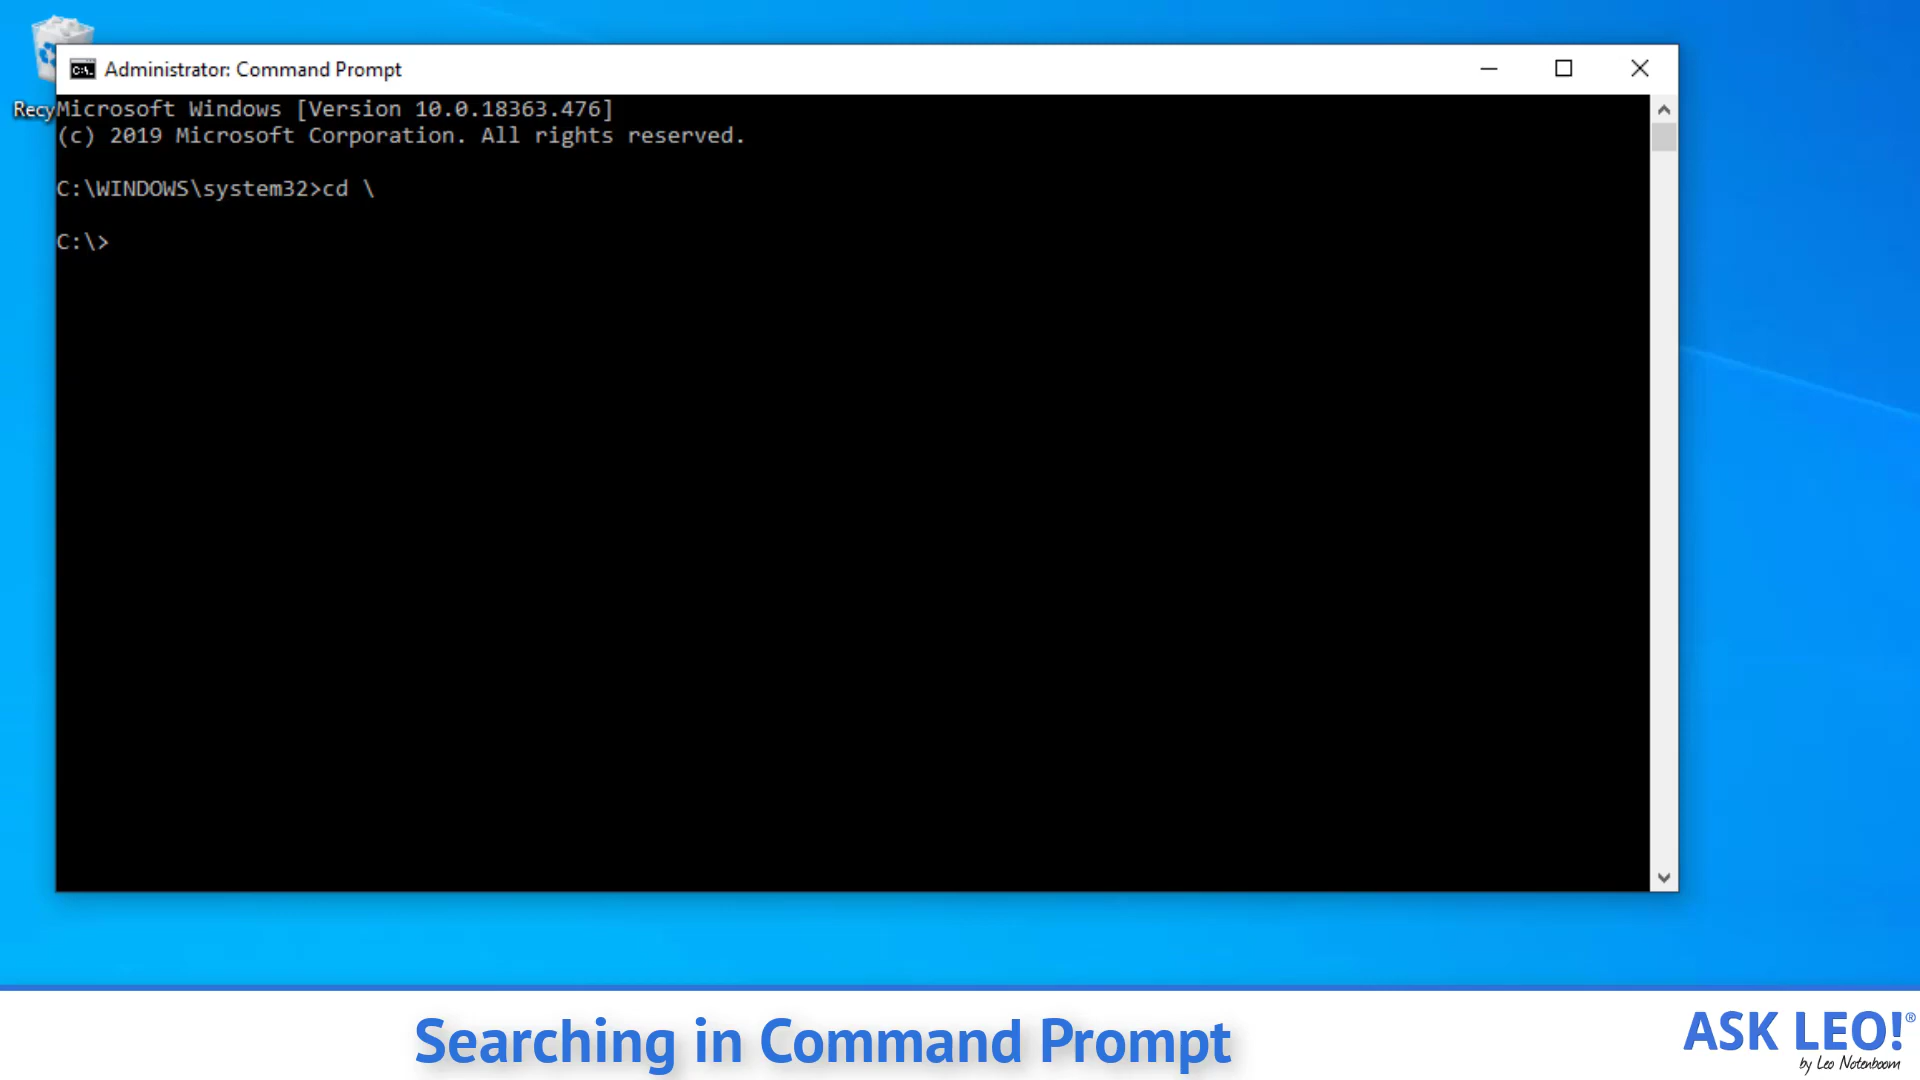 Administrator: Command Prompt
Recy
Microsoft Windows [Version 10.0.18363.476]
(c) 2019 Microsoft Corporation. All rights reserved.
C:\WINDOWS\system32>cd \
C:\>
Searching in Command Prompt
ASK LEO!®
by Leo Notenboom